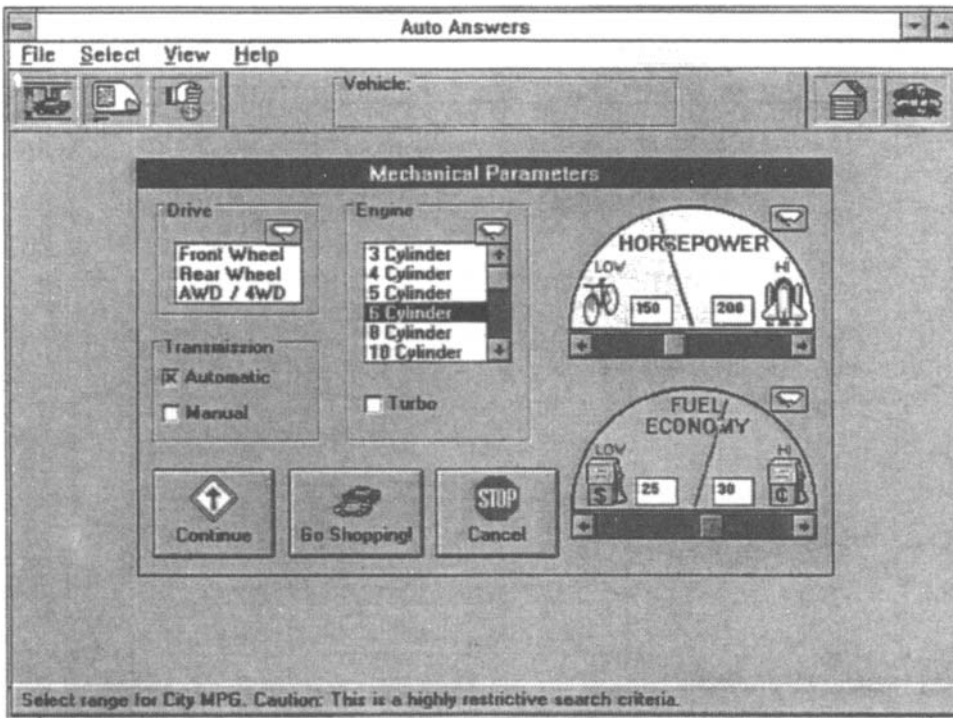 Auto Answers
File Select View Help
Vehicle:
Mechanical Parameters
Drive
Front Wheel
Rear Wheel
AWD / 4WD
Transmission
Automatic
Manual
Engine
3 Cylinder
4 Cylinder
5 Cylinder
6 Cylinder
8 Cylinder
10 Cylinder
Turbo
HORSEPOWER
LOW HI
150 200
FUEL
ECONOMY
LOW HI
$ ¢
25 30
Continue
Go Shopping!
STOP
Cancel
Select range for City MPG. Caution: This is a highly restrictive search criteria.